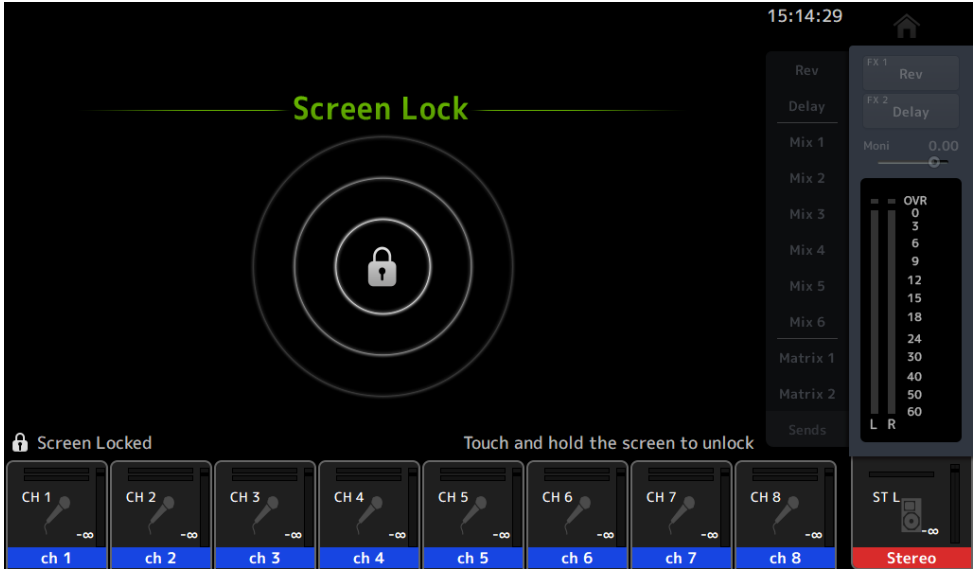 15:14:29
Screen Lock
Rev
Delay
Mix 1
Mix 2
Mix 3
Mix 4
Mix 5
Mix 6
Matrix 1
Matrix 2
Sends
FX 1
Rev
FX 2
Delay
Moni 0.00
OVR
0
3
6
9
12
15
18
24
30
40
50
60
L R
Screen Locked
Touch and hold the screen to unlock
CH 1
-∞
ch 1
CH 2
-∞
ch 2
CH 3
-∞
ch 3
CH 4
-∞
ch 4
CH 5
-∞
ch 5
CH 6
-∞
ch 6
CH 7
-∞
ch 7
CH 8
-∞
ch 8
ST L
-∞
Stereo